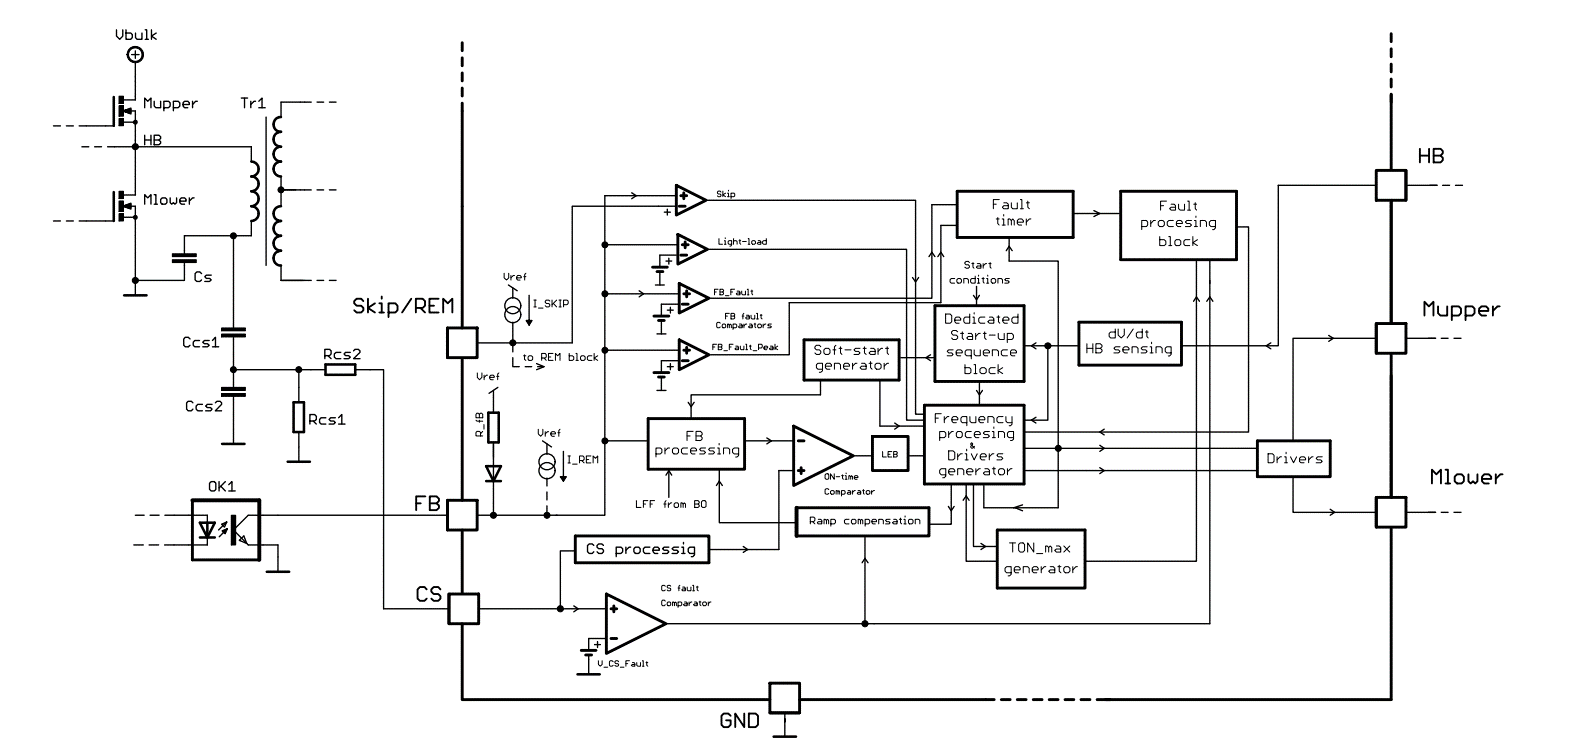 Vbulk
Mupper
Tr1
HB
Mlower
Cs
Ccs1
Rcs2
Ccs2
Rcs1
OK1
Skip/REM
Vref
I_SKIP
to REM block
Vref
R_fB
Vref
I_REM
FB
CS
Skip
Light-load
FB_Fault
FB fault
Comparators
FB_Fault_Peak
Soft-start
generator
FB
processing
LFF from BO
ON-time
Comparator
LEB
Ramp compensation
CS processig
CS fault
Comparator
V_CS_Fault
Fault
timer
Start
conditions
Dedicated
Start-up
sequence
block
Frequency
procesing
&
Drivers
generator
TON_max
generator
Fault
procesing
block
dV/dt
HB sensing
Drivers
HB
Mupper
Mlower
GND